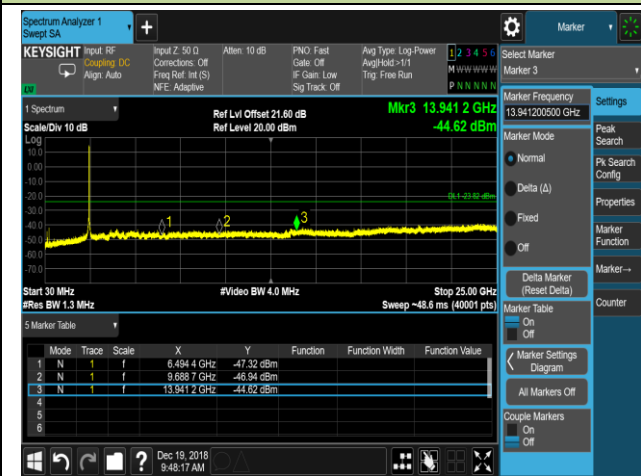 Spectrum Analyzer 1
Swept SA
+
Marker
KEYSIGHT Input: RF
Coupling: DC
Align: Auto
Input Z: 50 Ω
Corrections: Off
Freq Ref: Int (S)
NFE: Adaptive
Atten: 10 dB
PNO: Fast
Gate: Off
IF Gain: Low
Sig Track: Off
Avg Type: Log-Power
Avg|Hold:>1/1
Trig: Free Run
1 2 3 4 5 6
M W W W W W
P N N N N N
Select Marker
Marker 3
LXI
1 Spectrum
Scale/Div 10 dB
Ref Lvl Offset 21.60 dB
Ref Level 20.00 dBm
Mkr3 13.941 2 GHz
-44.62 dBm
Log
10.0
0.00
-10.0
-20.0
-30.0
-40.0
-50.0
-60.0
-70.0
DL1 -23.82 dBm
1
2
3
Start 30 MHz
#Video BW 4.0 MHz
Stop 25.00 GHz
#Res BW 1.3 MHz
Sweep ~48.6 ms (40001 pts)
5 Marker Table
Mode Trace Scale X Y Function Function Width Function Value
1 N 1 f 6.494 4 GHz -47.32 dBm
2 N 1 f 9.688 7 GHz -46.94 dBm
3 N 1 f 13.941 2 GHz -44.62 dBm
4
5
6
Marker Frequency
13.941200500 GHz
Marker Mode
Normal
Delta (Δ)
Fixed
Off
Delta Marker
(Reset Delta)
Marker Table
On
Off
Marker Settings
Diagram
All Markers Off
Couple Markers
On
Off
Settings
Peak
Search
Pk Search
Config
Properties
Marker
Function
Marker→
Counter
?
Dec 19, 2018
9:48:17 AM